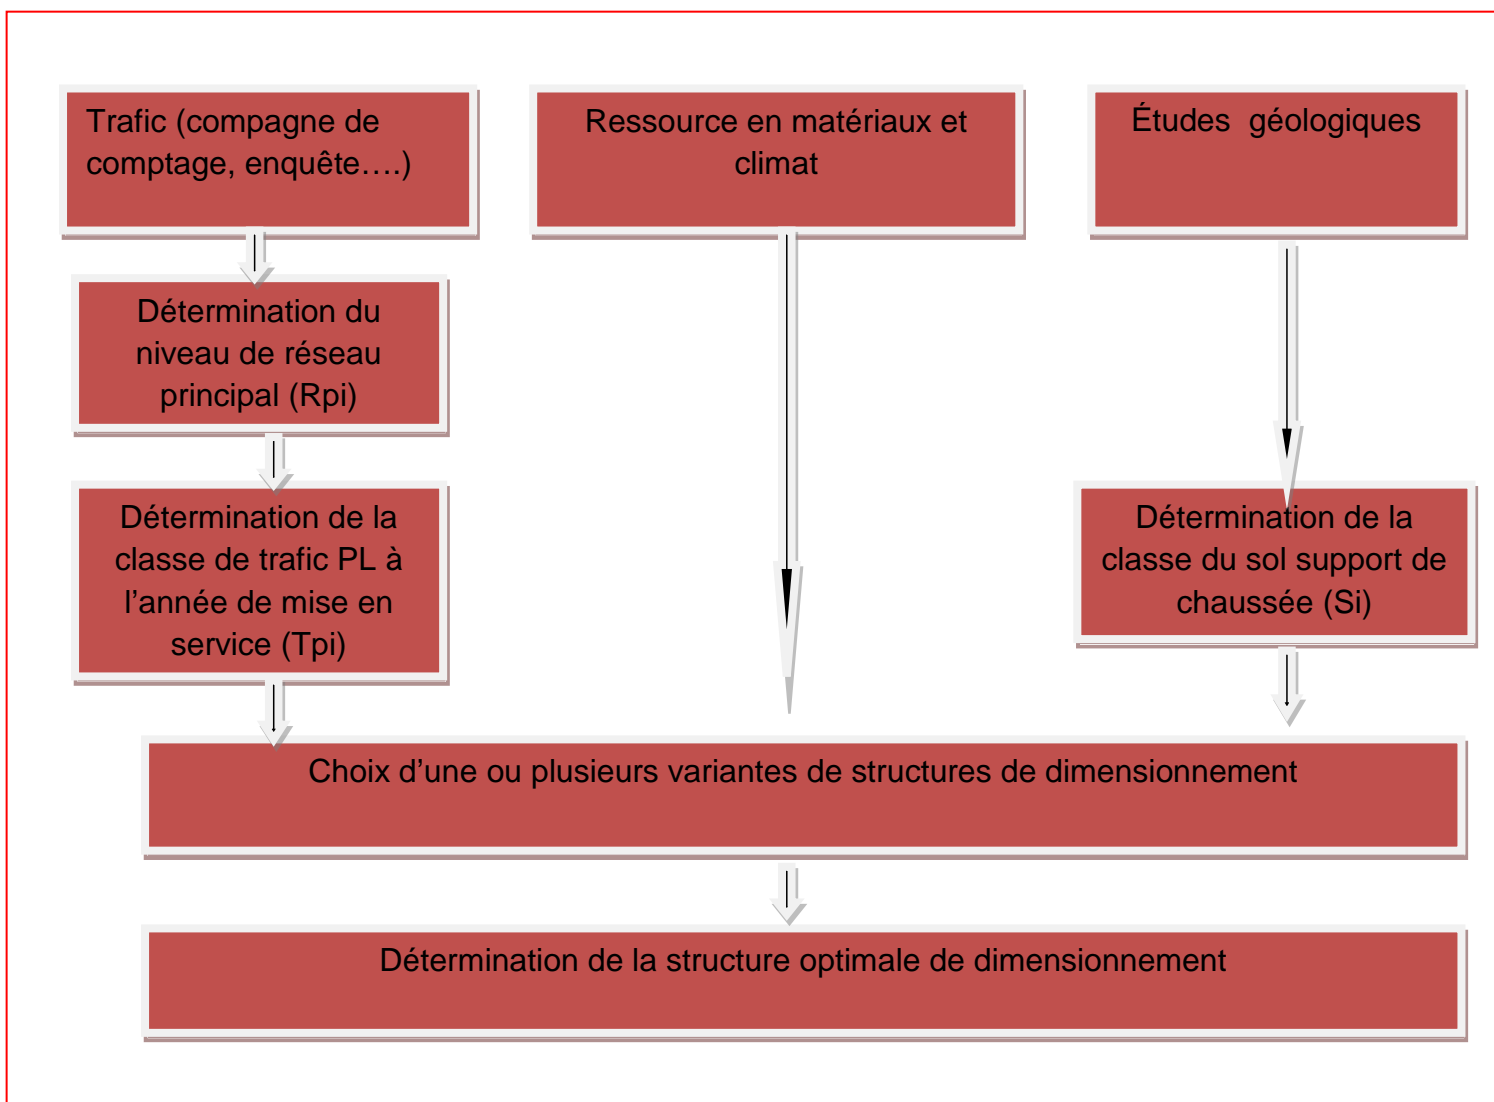 Trafic (compagne de
comptage, enquête….)
Ressource en matériaux et
climat
Études  géologiques
Détermination du
niveau de réseau
principal (Rpi)
Détermination de la
classe de trafic PL à
l’année de mise en
service (Tpi)
Détermination de la
classe du sol support de
chaussée (Si)
Choix d’une ou plusieurs variantes de structures de dimensionnement
Détermination de la structure optimale de dimensionnement